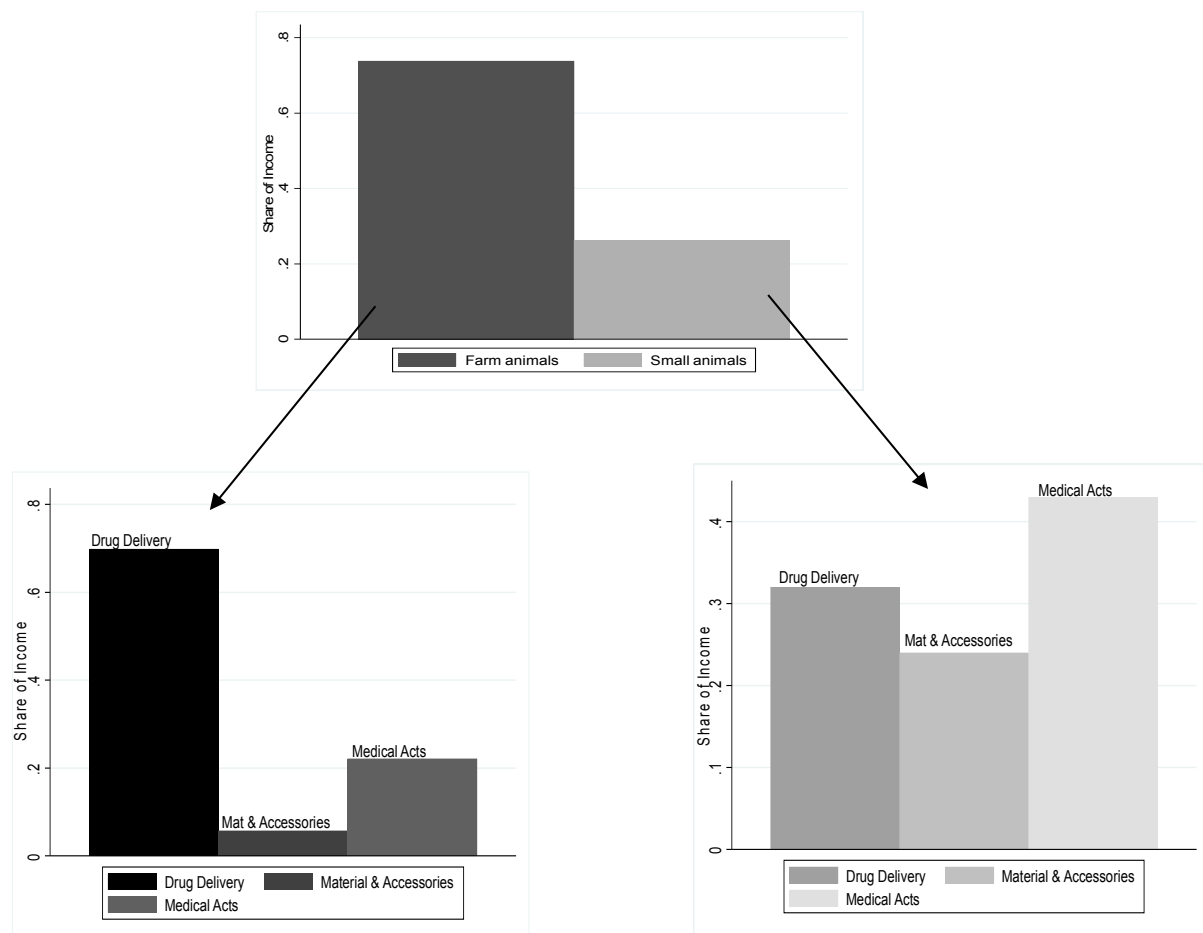 .8
.6
.4
.2
0
Share of Income
Farm animals Small animals
.8
.6
.4
.2
0
Share of Income
Drug Delivery
Mat & Accessories
Medical Acts
Drug Delivery Material & Accessories
Medical Acts
.4
.3
.2
.1
0
Share of Income
Drug Delivery
Mat & Accessories
Medical Acts
Drug Delivery Material & Accessories
Medical Acts